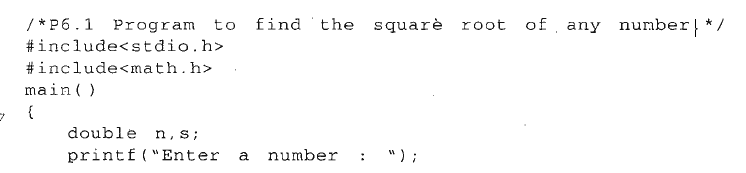 /*P6.1 Program to find the square root of any number*/
#include<stdio.h>
#include<math.h>
main()
{
double n,s;
printf("Enter a number : ");